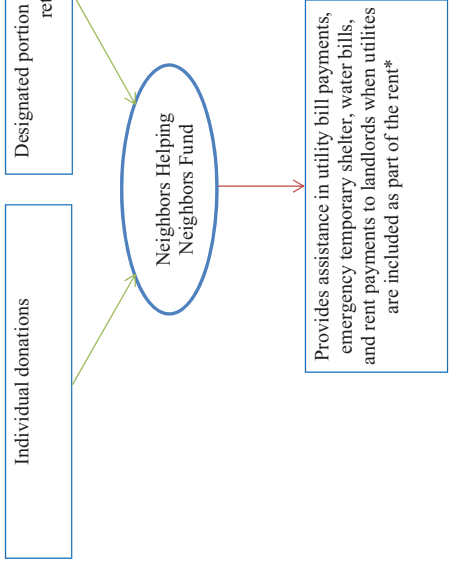 Individual donations
Designated portion
Neighbors Helping
Neighbors Fund
Provides assistance in utility bill payments,
emergency temporary shelter, water bills,
and rent payments to landlords when utilites
are included as part of the rent*